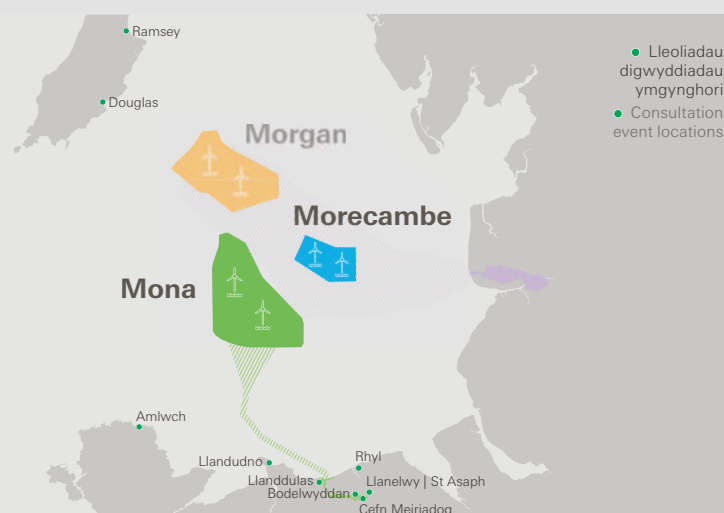 Ramsey
Lleoliadau
digwyddiadau
ymgynghori
Douglas
Consultation
event locations
Morgan
Morecambe
Mona
Amlwch
Llandudno
Rhyl
Llanddulas
Llanelwy | St Asaph
Bodelwyddan
Cefn Meiriadog